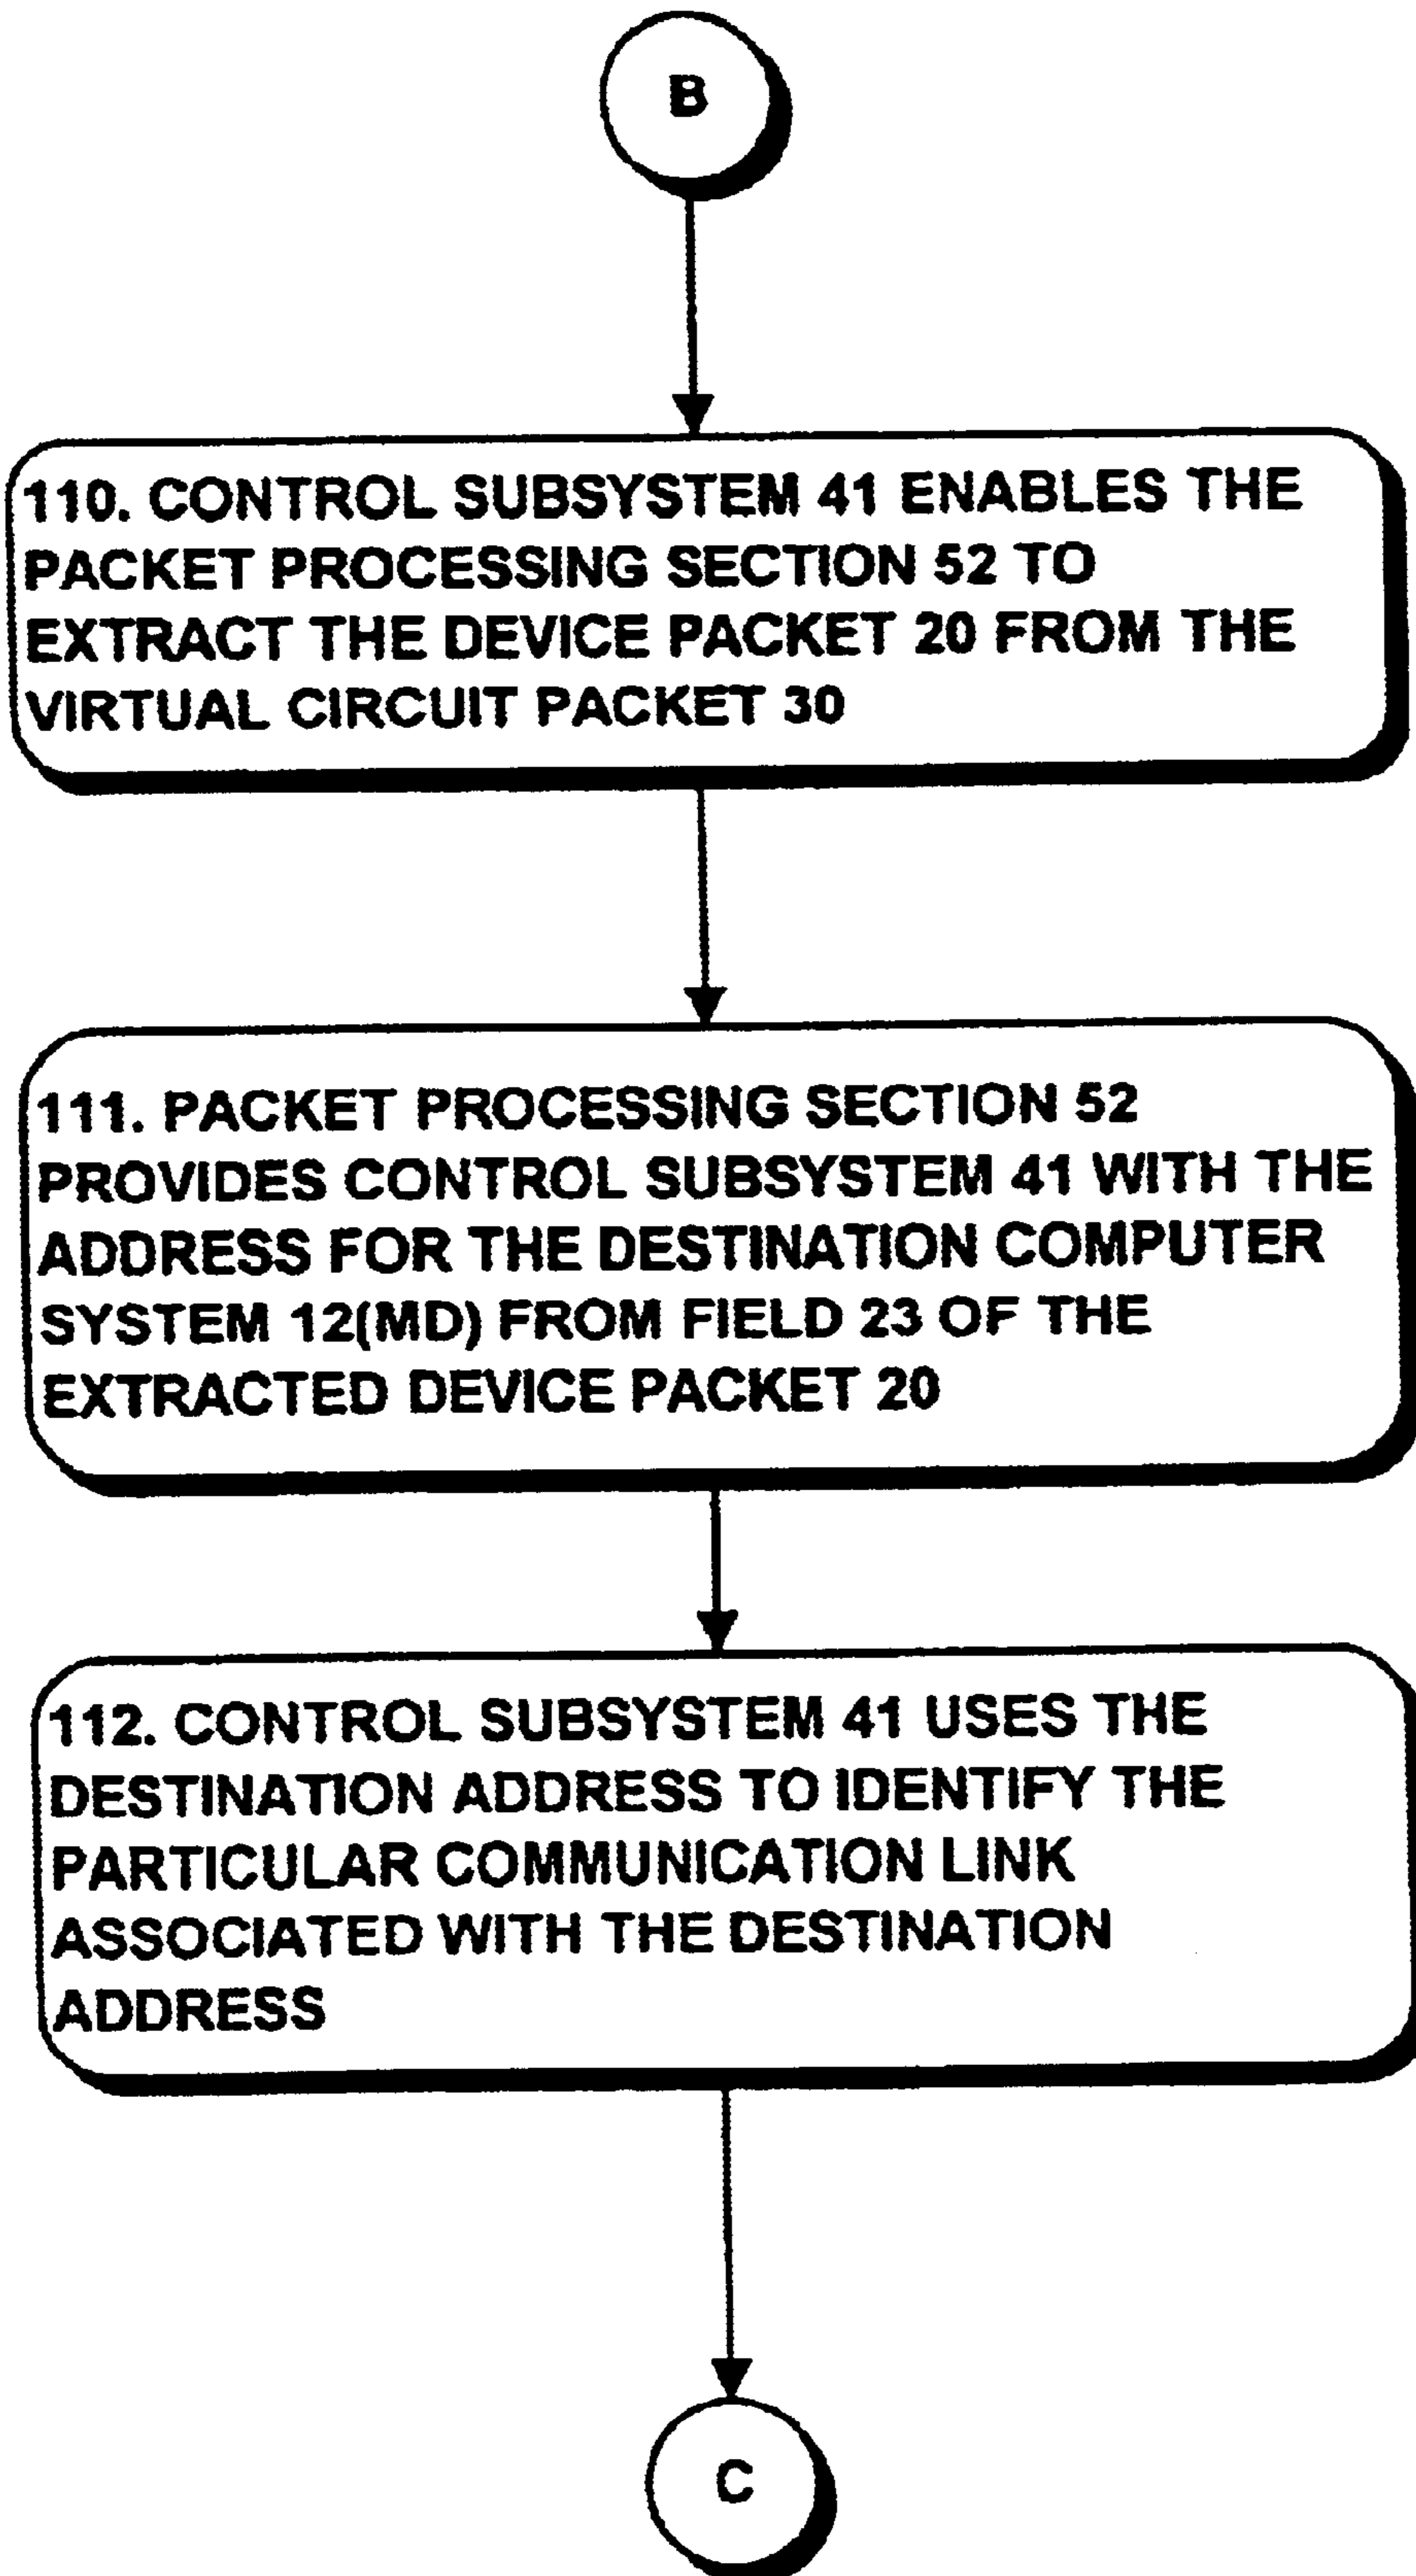 B
110. CONTROL SUBSYSTEM 41 ENABLES THE
PACKET PROCESSING SECTION 52 TO
EXTRACT THE DEVICE PACKET 20 FROM THE
VIRTUAL CIRCUIT PACKET 30
111. PACKET PROCESSING SECTION 52
PROVIDES CONTROL SUBSYSTEM 41 WITH THE
ADDRESS FOR THE DESTINATION COMPUTER
SYSTEM 12(MD) FROM FIELD 23 OF THE
EXTRACTED DEVICE PACKET 20
112. CONTROL SUBSYSTEM 41 USES THE
DESTINATION ADDRESS TO IDENTIFY THE
PARTICULAR COMMUNICATION LINK
ASSOCIATED WITH THE DESTINATION
ADDRESS
C